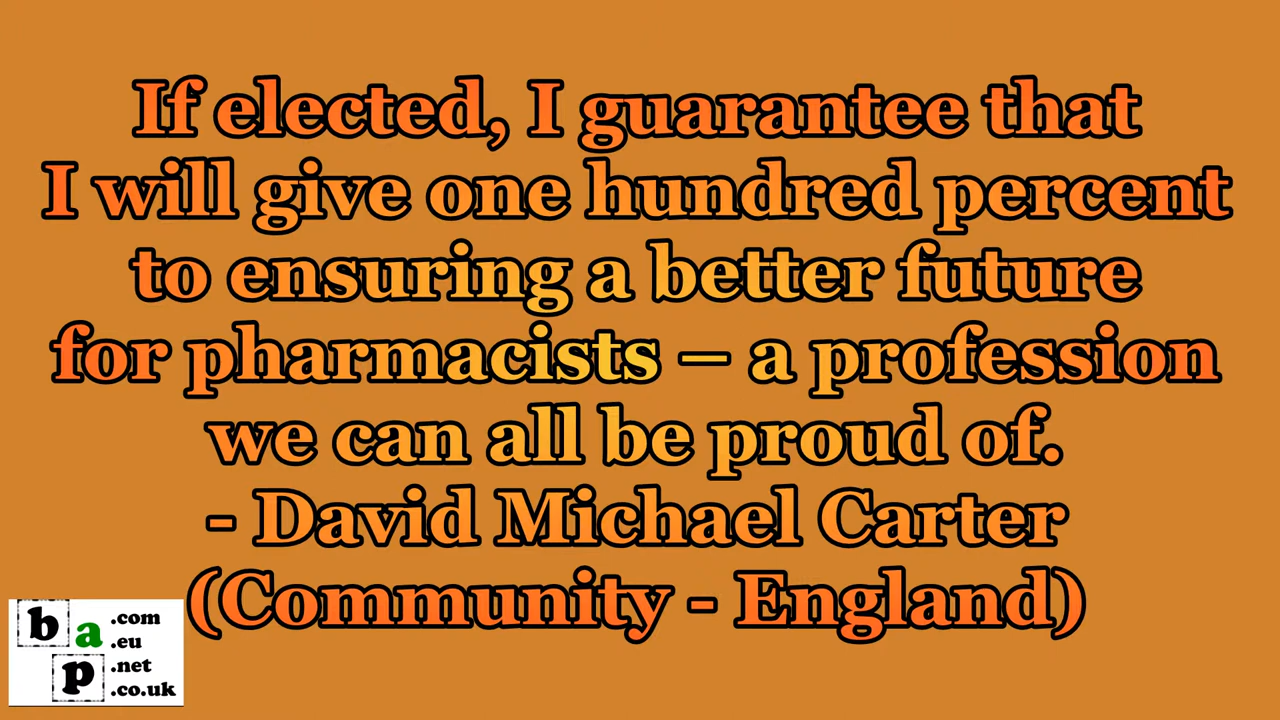 If elected, I guarantee that
I will give one hundred percent
to ensuring a better future
for pharmacists – a profession
we can all be proud of.
- David Michael Carter
(Community - England)
b a p
.com
.eu
.net
.co.uk